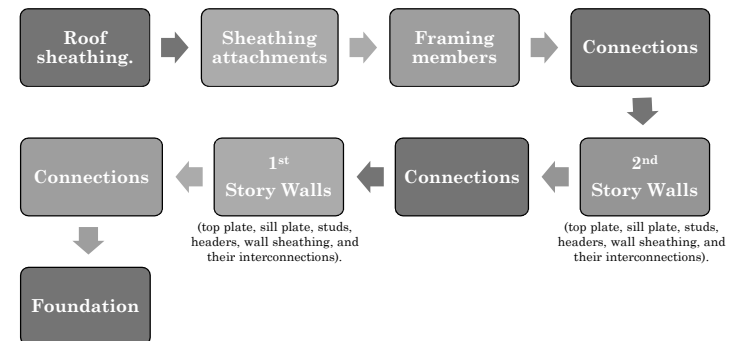 Roof
sheathing.
Sheathing
attachments
Framing
members
Connections
2nd
Story Walls
(top plate, sill plate, studs,
headers, wall sheathing, and
their interconnections).
Connections
1st
Story Walls
(top plate, sill plate, studs,
headers, wall sheathing, and
their interconnections).
Connections
Foundation